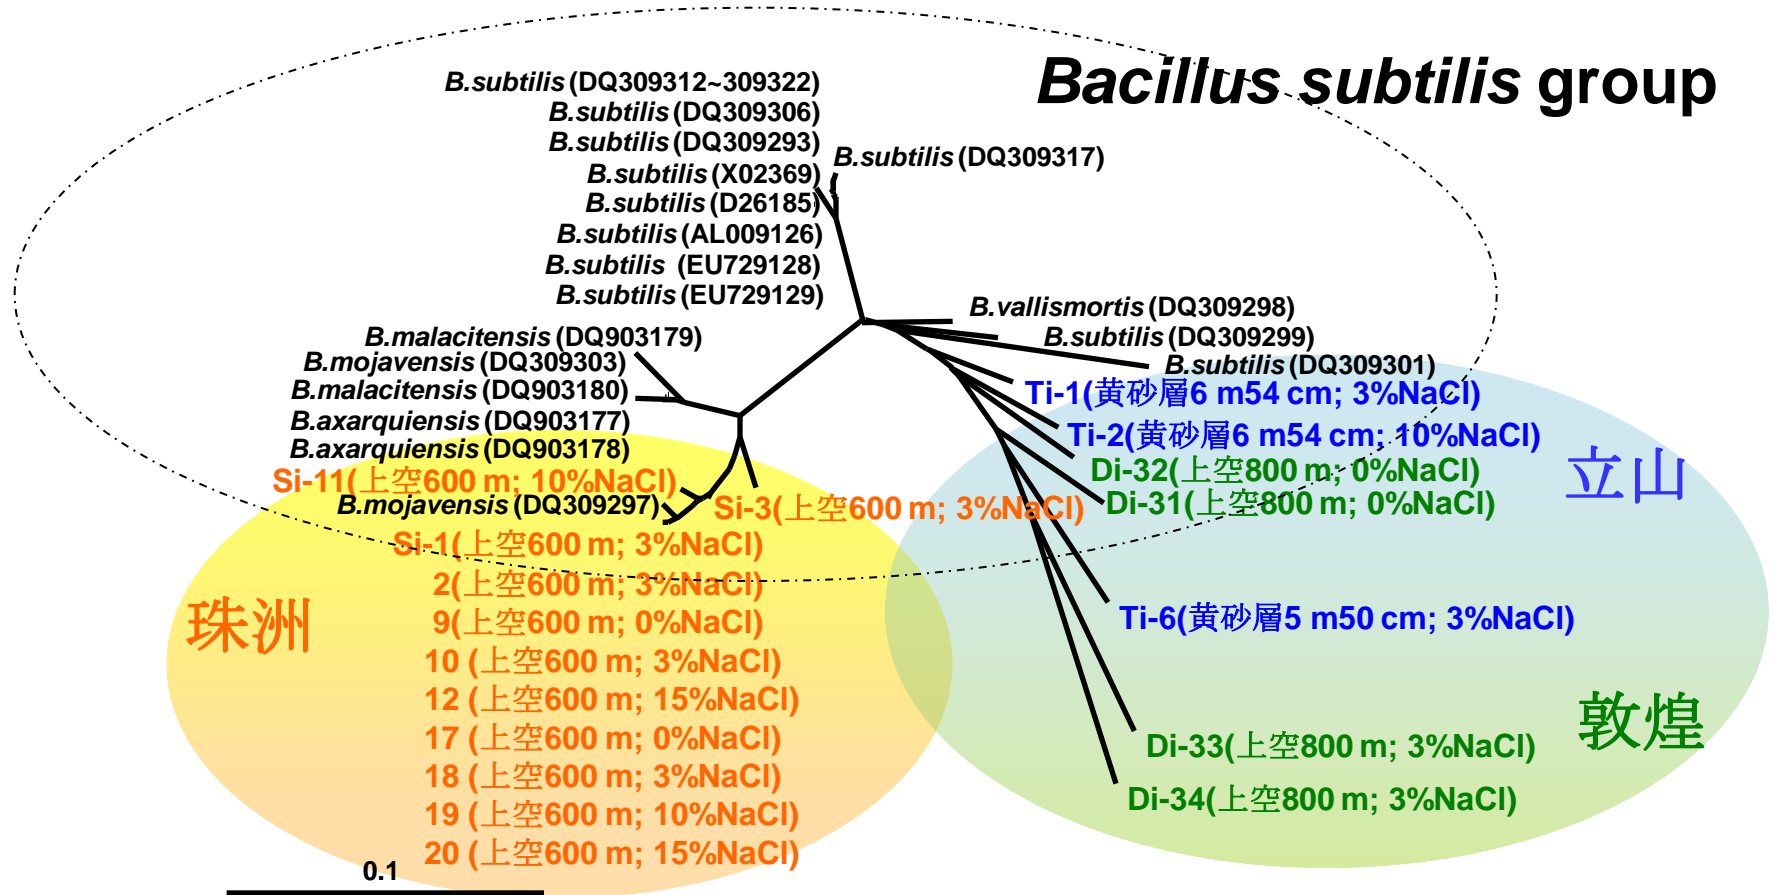 Bacillus subtilis group
B.subtilis (DQ309312~309322)
B.subtilis (DQ309306)
B.subtilis (DQ309293)
B.subtilis (DQ309317)
B.subtilis (X02369)
B.subtilis (D26185)
B.subtilis (AL009126)
B.subtilis (EU729128)
B.subtilis (EU729129)
B.vallismortis (DQ309298)
B.subtilis (DQ309299)
B.subtilis (DQ309301)
B.malacitensis (DQ903179)
B.mojavensis (DQ309303)
B.malacitensis (DQ903180)
B.axarquiensis (DQ903177)
B.axarquiensis (DQ903178)
Si-11(上空600 m; 10%NaCl)
B.mojavensis (DQ309297)
Si-3(上空600 m; 3%NaCl)
Si-1(上空600 m; 3%NaCl)
2(上空600 m; 3%NaCl)
9(上空600 m; 0%NaCl)
10 (上空600 m; 3%NaCl)
12 (上空600 m; 15%NaCl)
17 (上空600 m; 0%NaCl)
18 (上空600 m; 3%NaCl)
19 (上空600 m; 10%NaCl)
20 (上空600 m; 15%NaCl)
珠洲
Ti-1(黄砂層6 m54 cm; 3%NaCl)
Ti-2(黄砂層6 m54 cm; 10%NaCl)
Di-32(上空800 m; 0%NaCl)
Di-31(上空800 m; 0%NaCl)
立山
Ti-6(黄砂層5 m50 cm; 3%NaCl)
敦煌
Di-33(上空800 m; 3%NaCl)
Di-34(上空800 m; 3%NaCl)
0.1